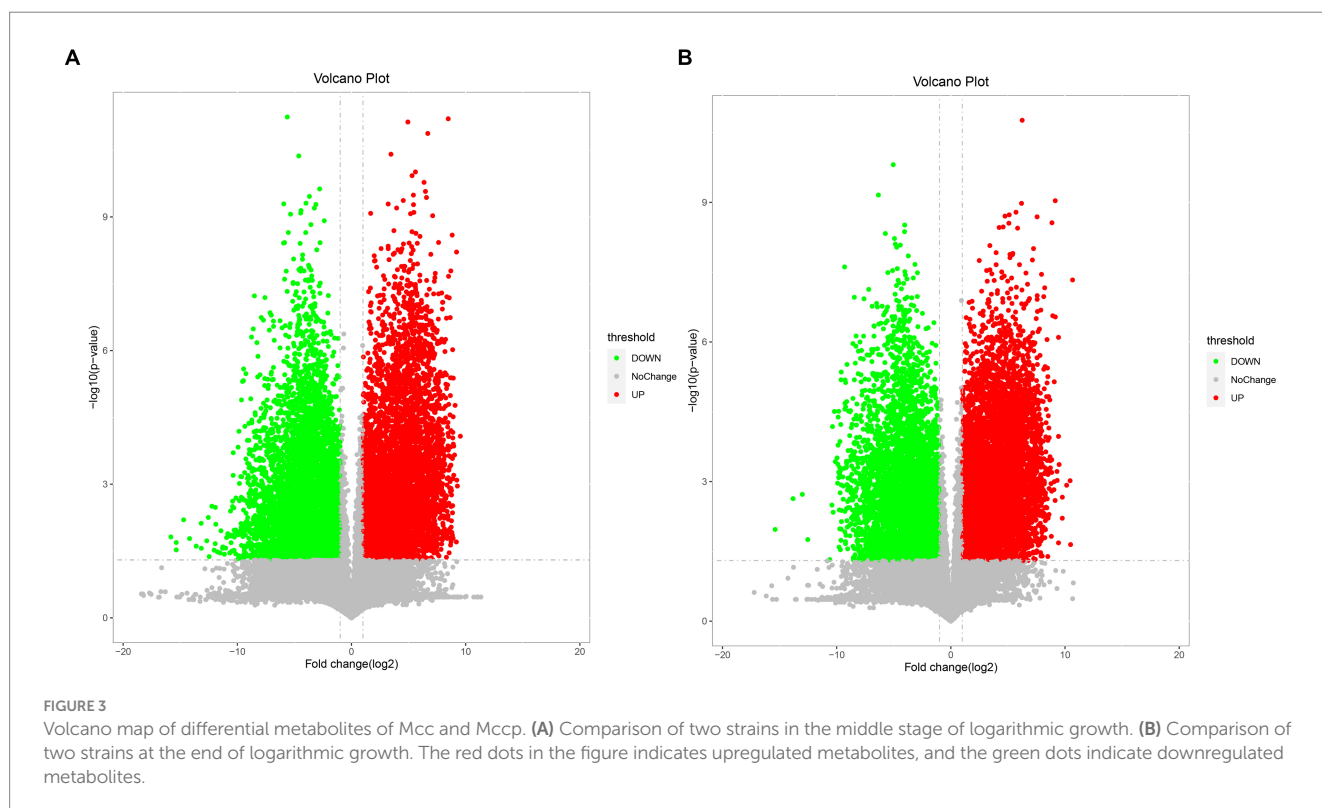 A
Volcano Plot
−log10(p−value)
9
6
3
0
−20
−10
0
10
20
Fold change(log2)
threshold
DOWN
NoChange
UP
B
Volcano Plot
−log10(p−value)
9
6
3
0
−20
−10
0
10
20
Fold change(log2)
threshold
DOWN
NoChange
UP
FIGURE 3
Volcano map of differential metabolites of Mcc and Mccp. (A) Comparison of two strains in the middle stage of logarithmic growth. (B) Comparison of
two strains at the end of logarithmic growth. The red dots in the figure indicates upregulated metabolites, and the green dots indicate downregulated
metabolites.